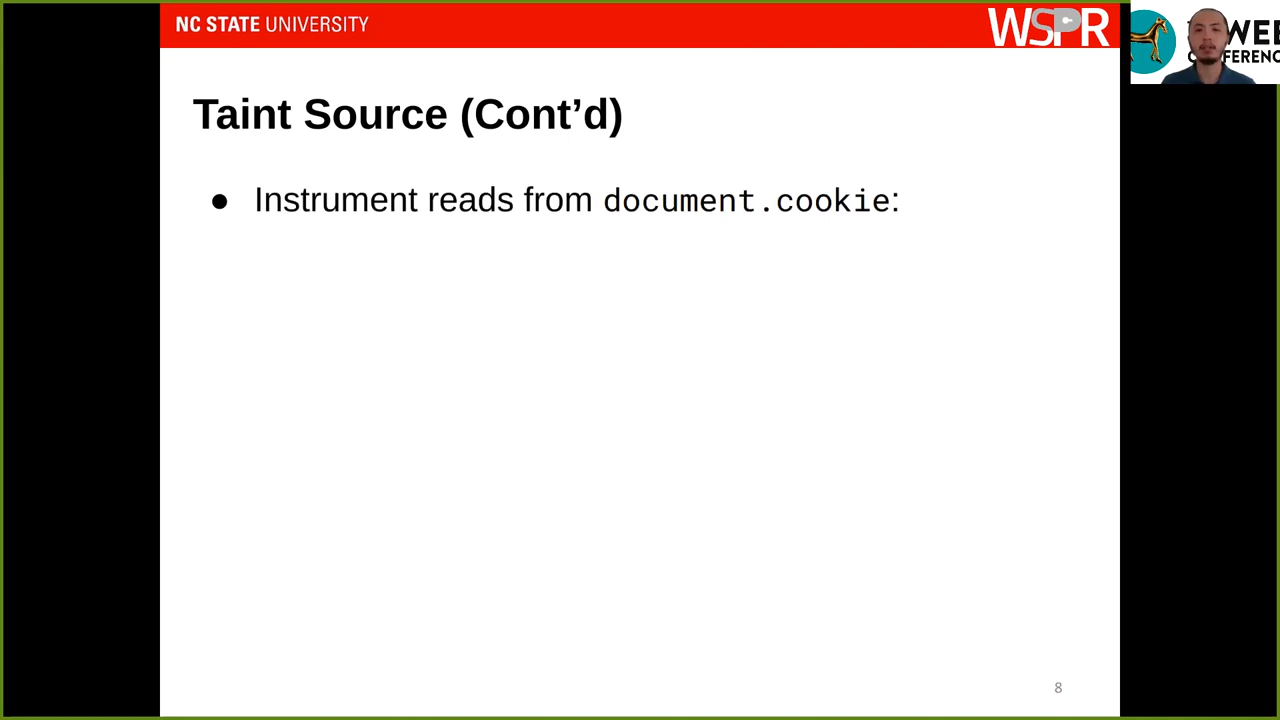 NC STATE UNIVERSITY
WSPR
Taint Source (Cont’d)
● Instrument reads from document.cookie:
8